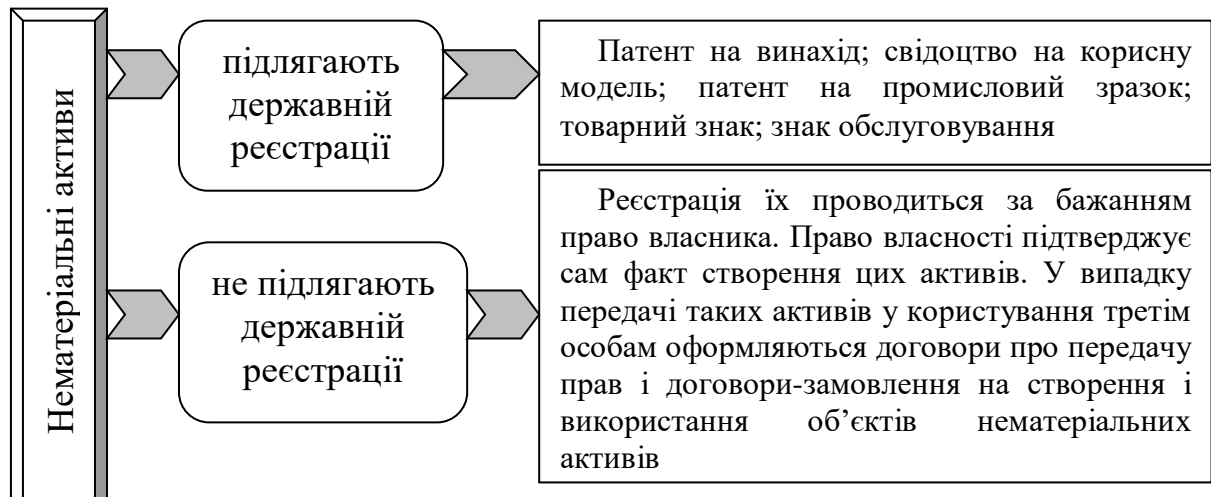 Нематеріальні активи
підлягають
державній
реєстрації
Патент на винахід; свідоцтво на корисну
модель; патент на промисловий зразок;
товарний знак; знак обслуговування
не підлягають
державній
реєстрації
Реєстрація їх проводиться за бажанням
право власника. Право власності підтверджує
сам факт створення цих активів. У випадку
передачі таких активів у користування третім
особам оформляються договори про передачу
прав і договори-замовлення на створення і
використання об’єктів нематеріальних
активів